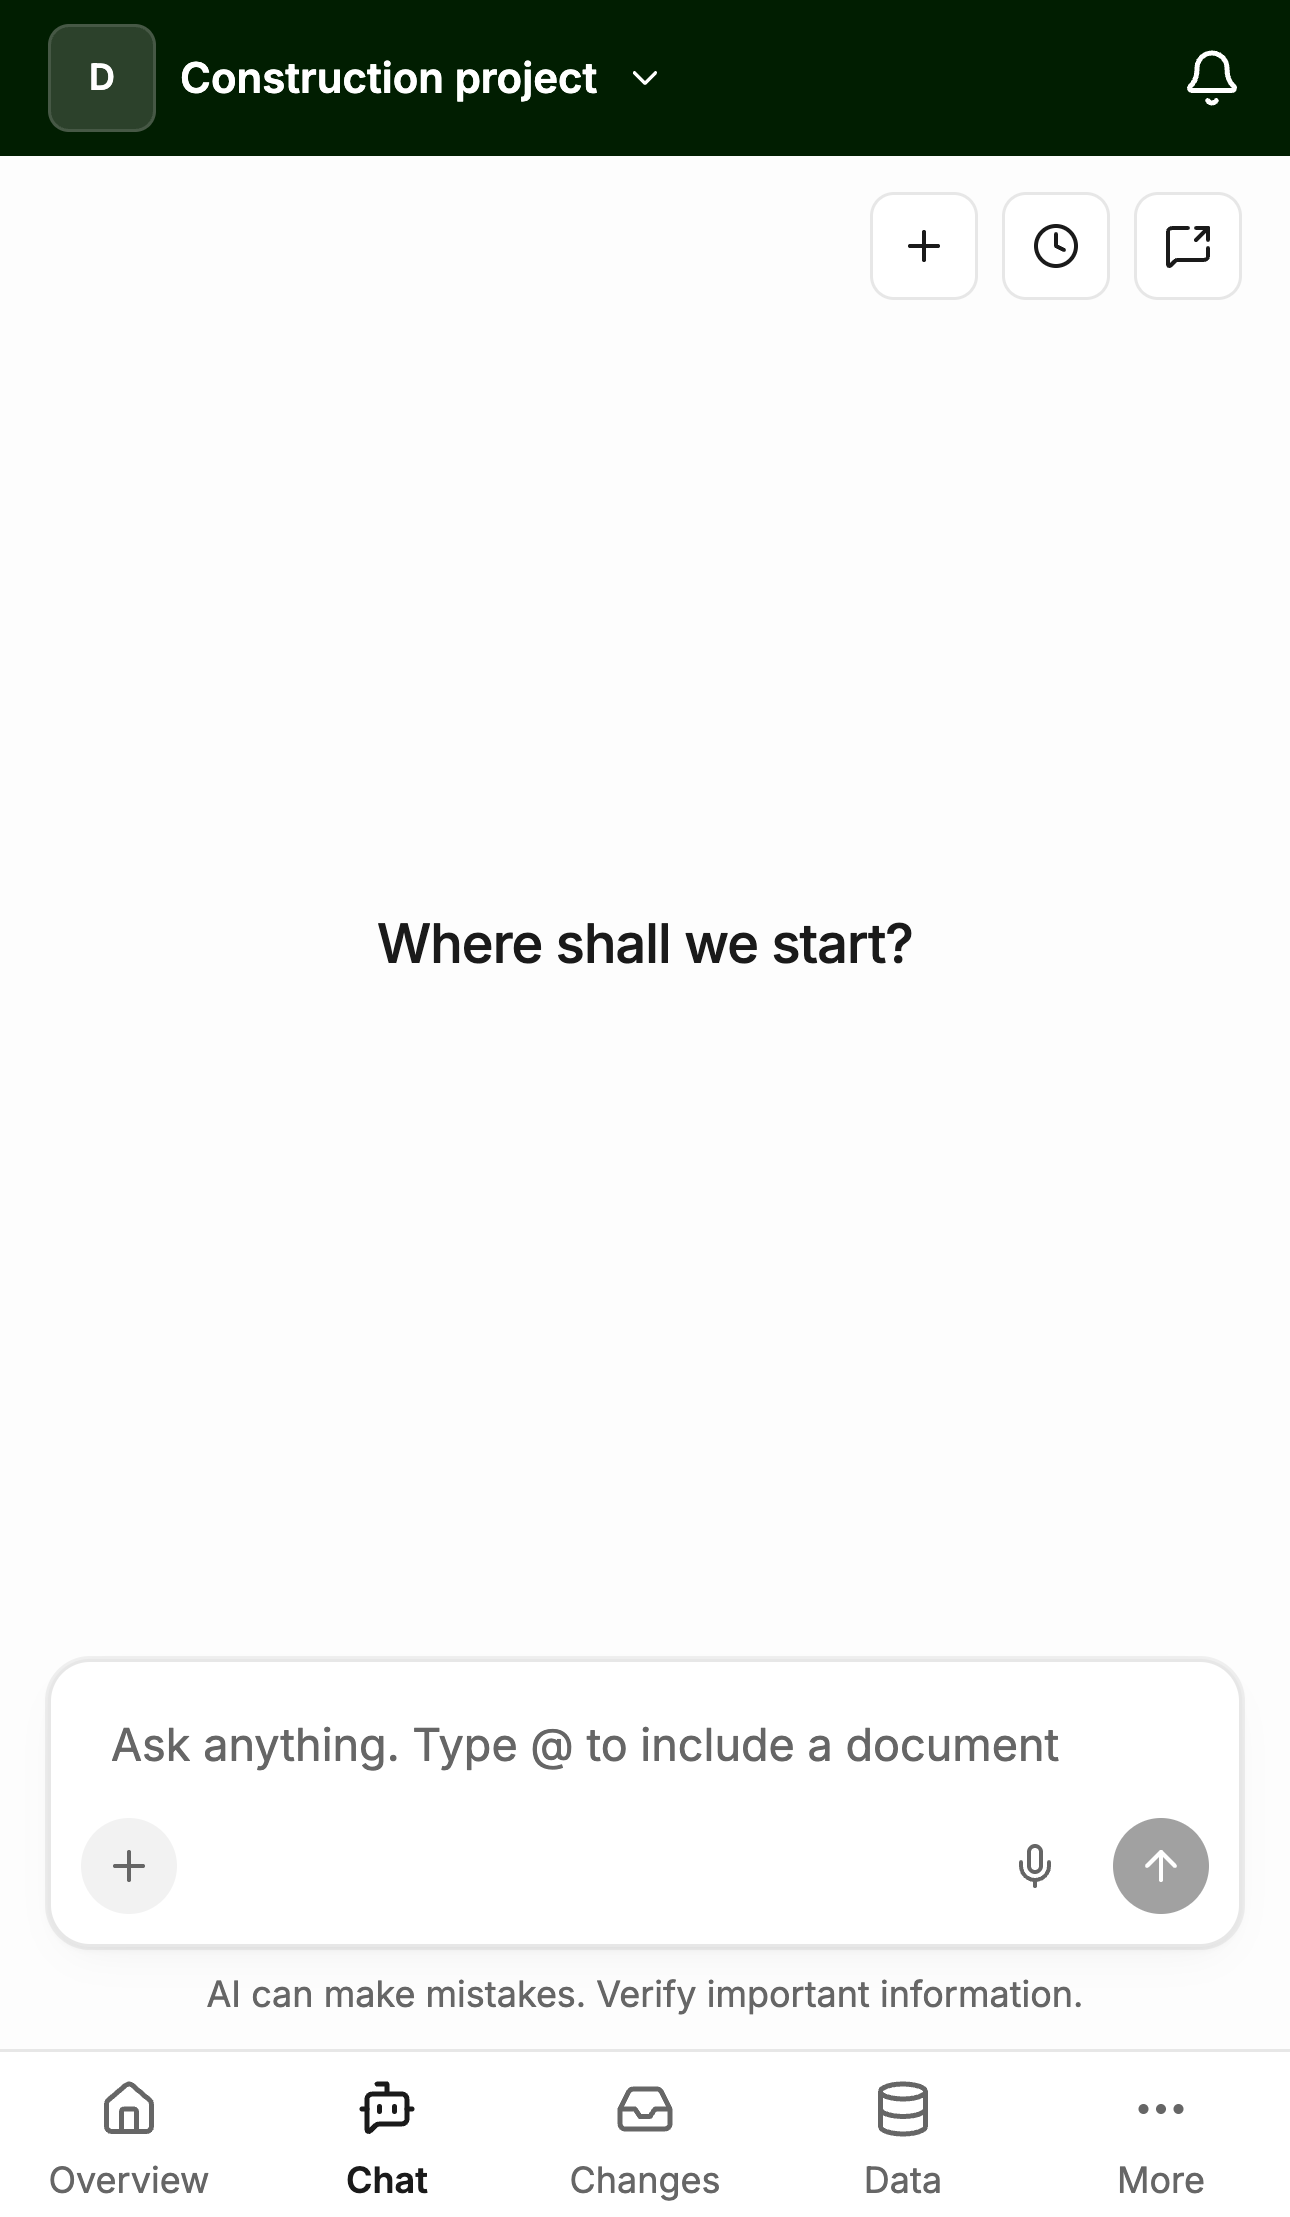 D
Construction project
Where shall we start?
Ask anything. Type @ to include a document
AI can make mistakes. Verify important information.
Overview
Chat
Changes
Data
More